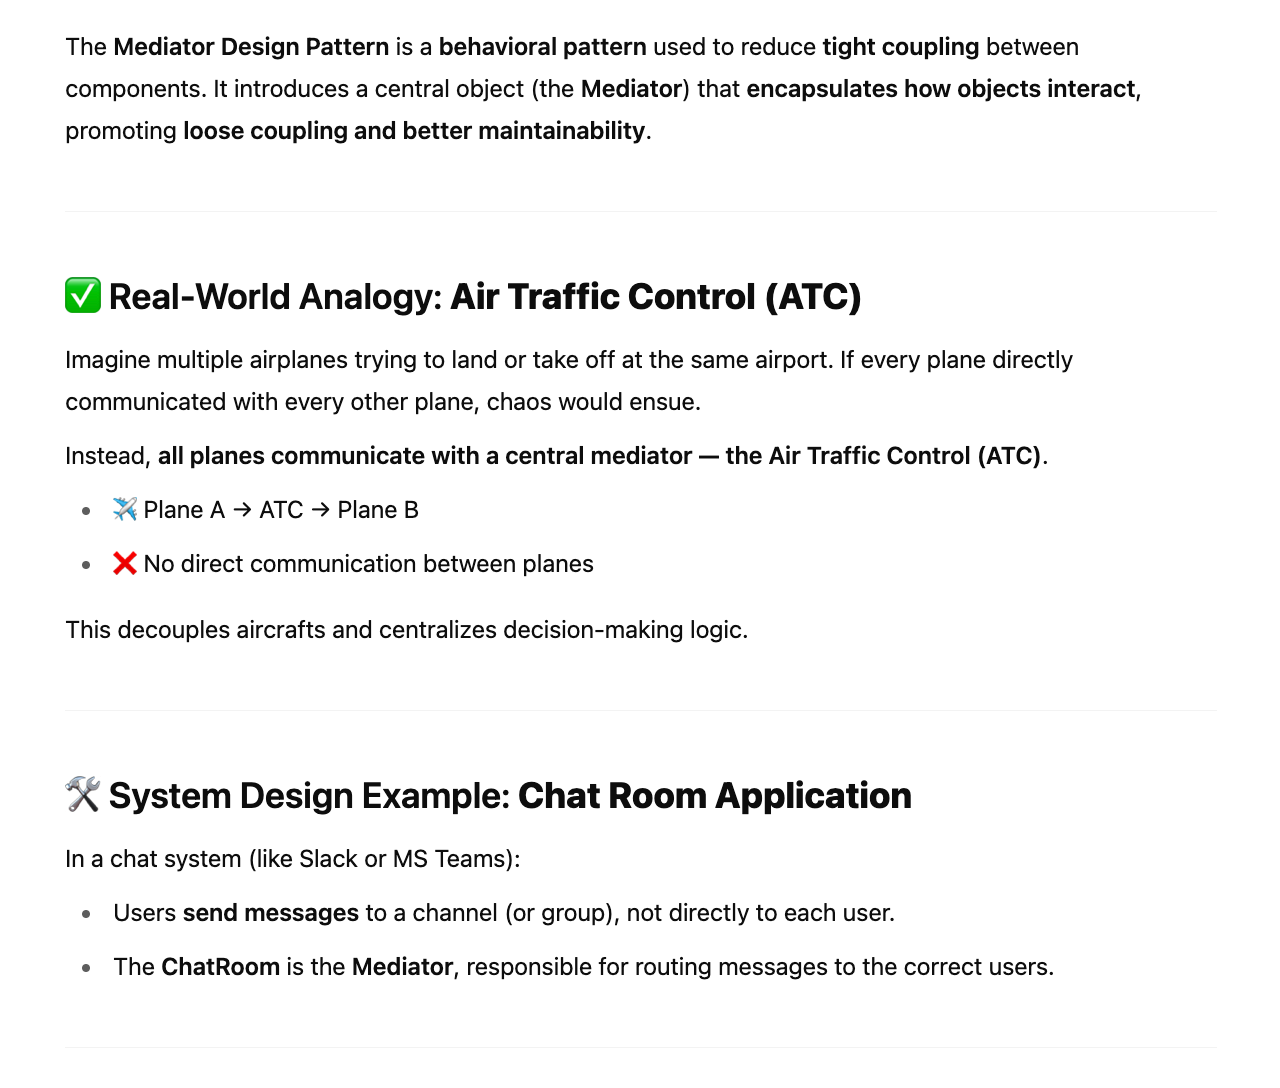 The Mediator Design Pattern is a behavioral pattern used to reduce tight coupling between
components. It introduces a central object (the Mediator) that encapsulates how objects interact,
promoting loose coupling and better maintainability.
✅ Real-World Analogy: Air Traffic Control (ATC)
Imagine multiple airplanes trying to land or take off at the same airport. If every plane directly
communicated with every other plane, chaos would ensue.
Instead, all planes communicate with a central mediator — the Air Traffic Control (ATC).
• ✈️ Plane A → ATC → Plane B
• ❌ No direct communication between planes
This decouples aircrafts and centralizes decision-making logic.
🛠️ System Design Example: Chat Room Application
In a chat system (like Slack or MS Teams):
• Users send messages to a channel (or group), not directly to each user.
• The ChatRoom is the Mediator, responsible for routing messages to the correct users.